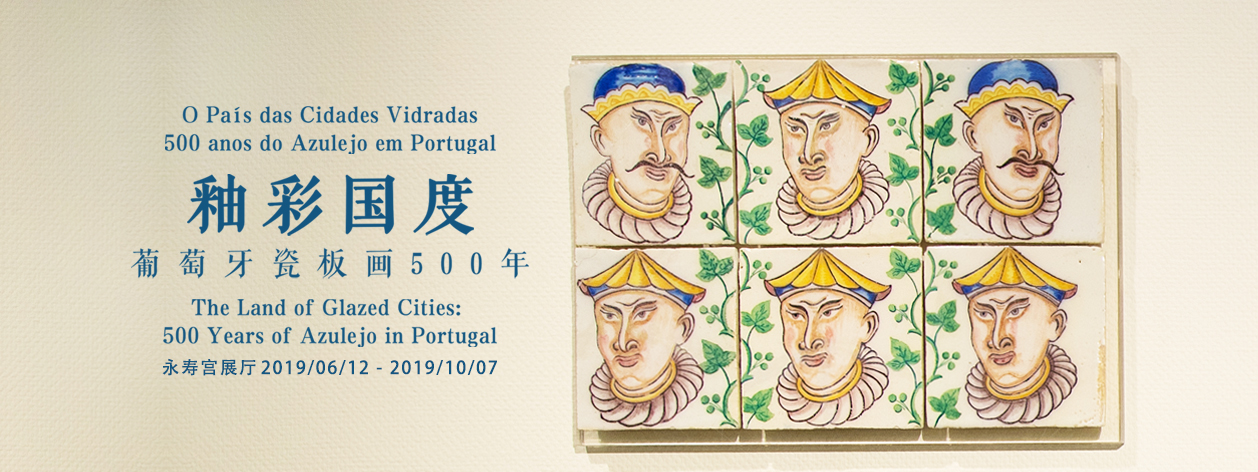 O País das Cidades Vidradas
500 anos do Azulejo em Portugal
釉彩国度
葡萄牙瓷板画500年
The Land of Glazed Cities:
500 Years of Azulejo in Portugal
永寿宫展厅2019/06/12 - 2019/10/07